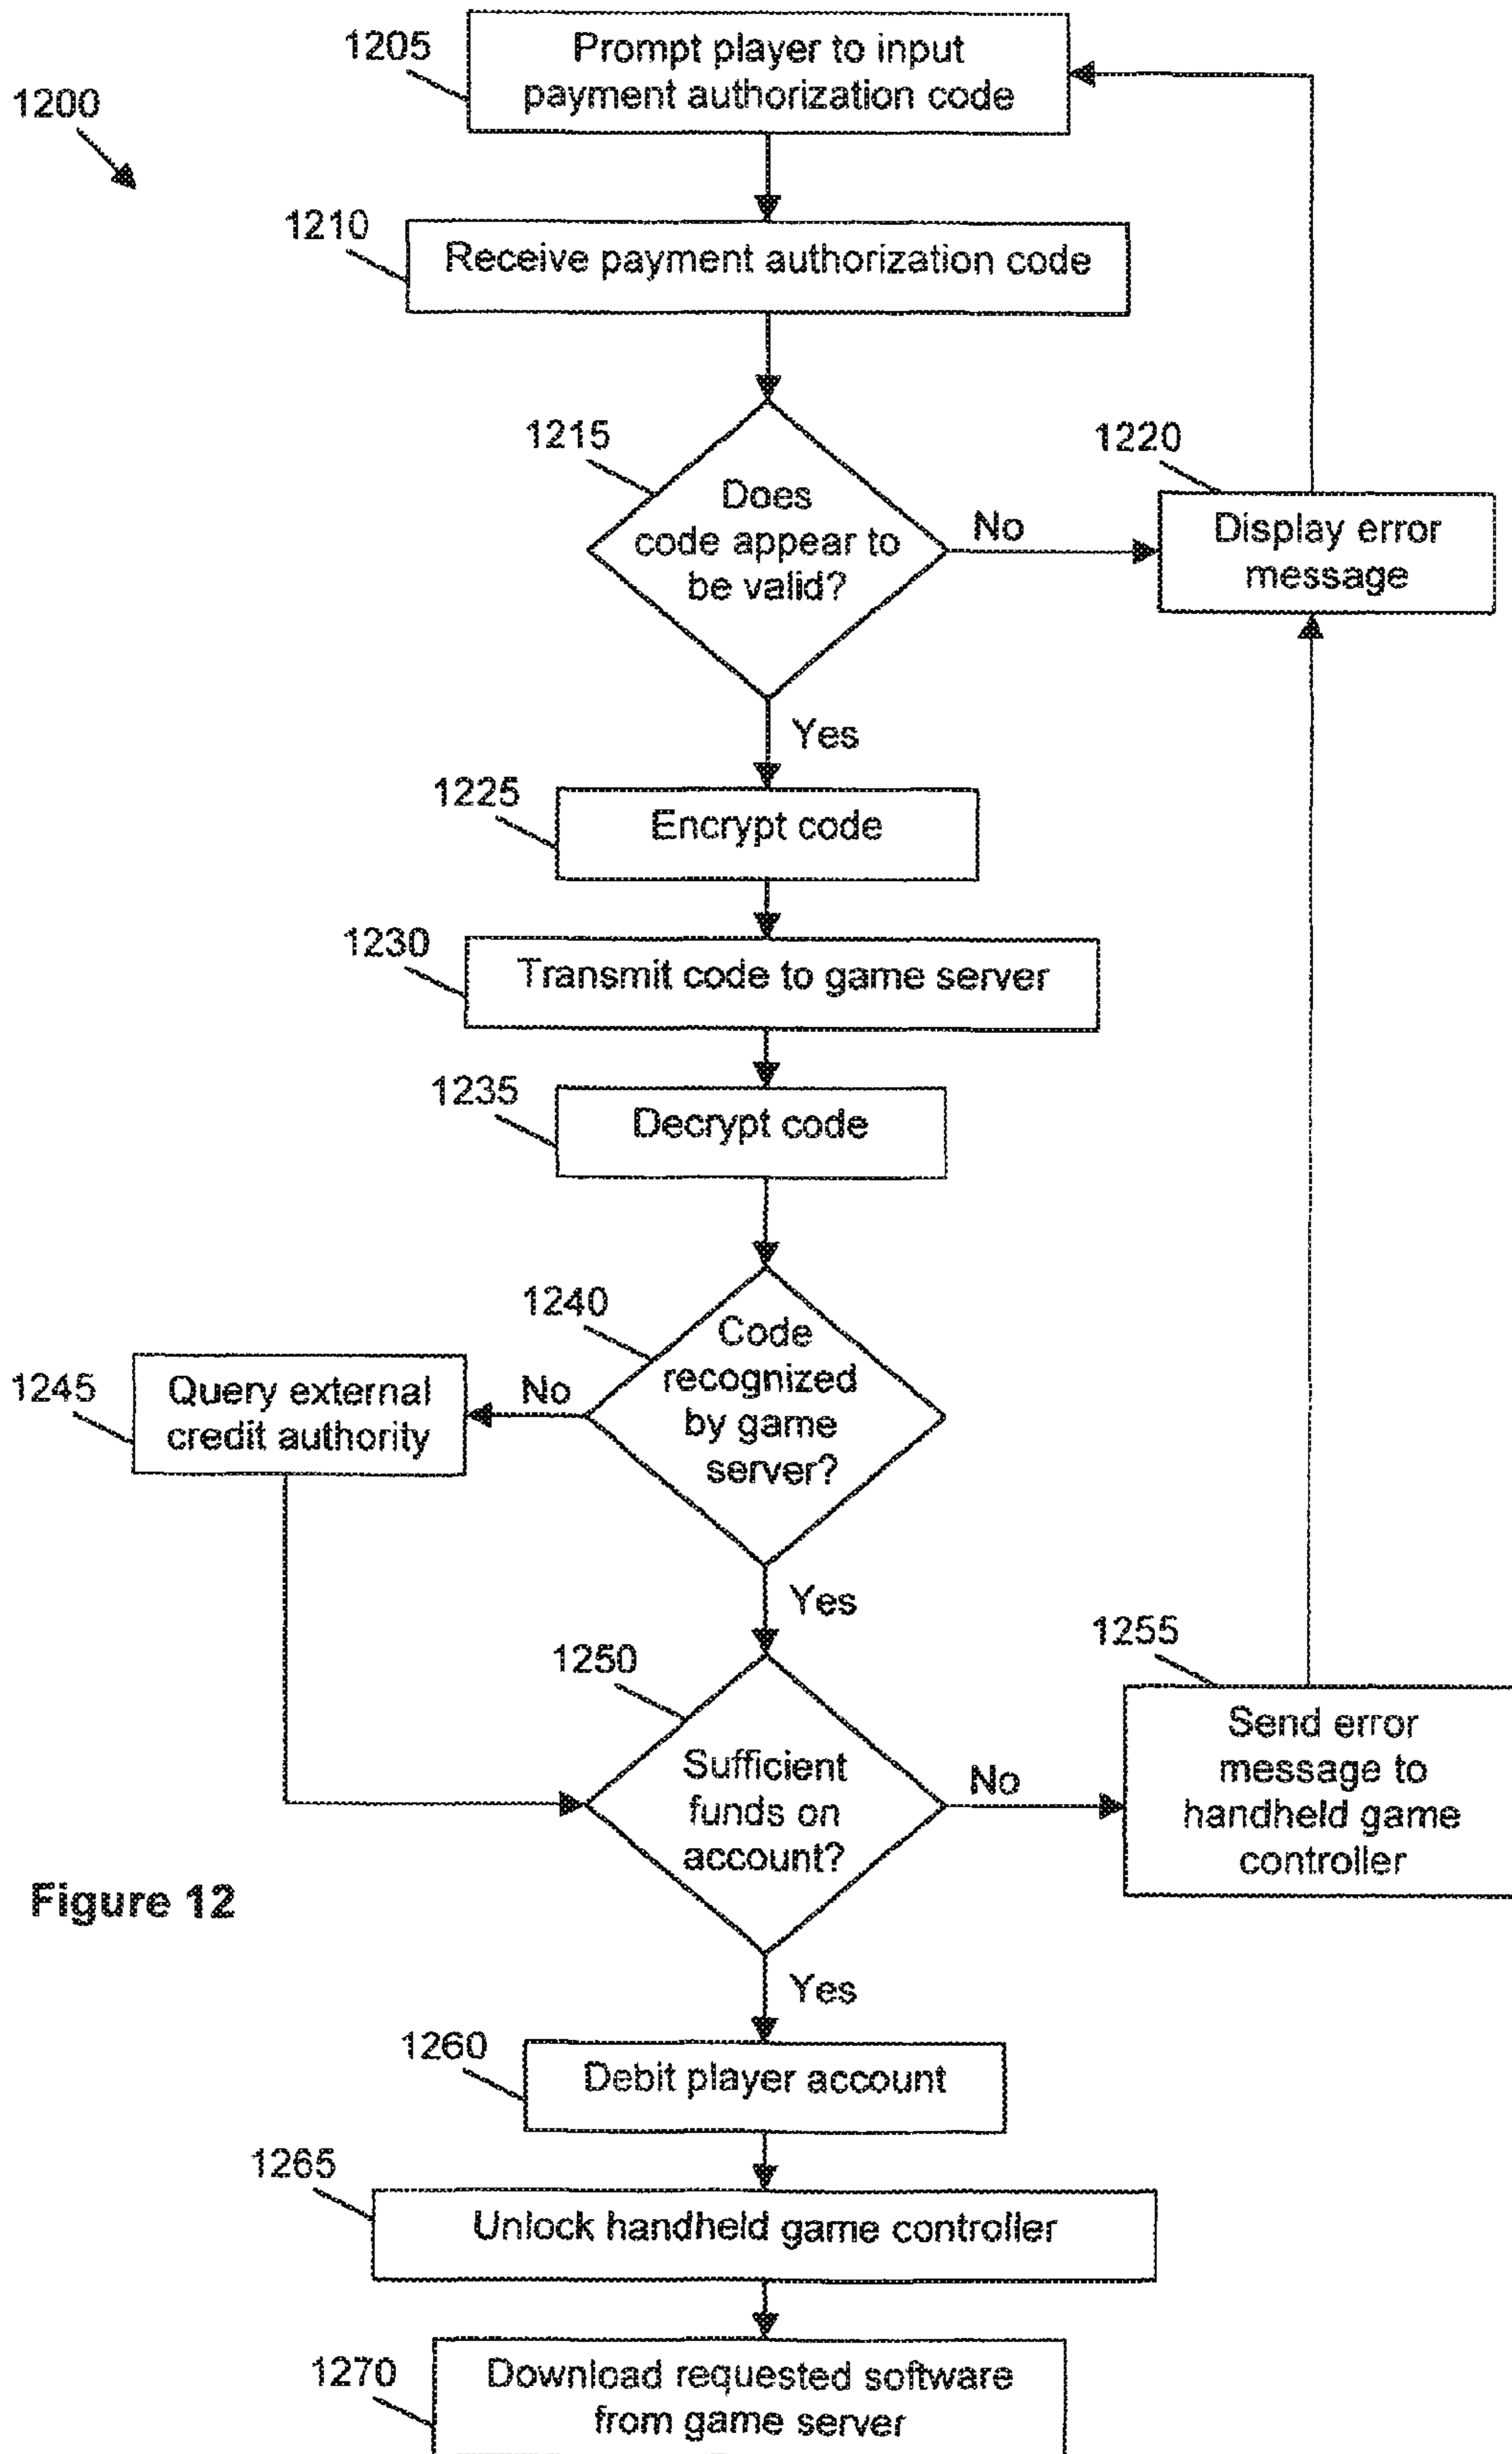 1200
1205
Prompt player to input
payment authorization code
1210
Receive payment authorization code
1215
Does
code appear to
be valid?
No
1220
Display error
message
Yes
1225
Encrypt code
1230
Transmit code to game server
1235
Decrypt code
1240
Code
recognized
by game
server?
No
1245
Query external
credit authority
Yes
1250
Sufficient
funds on
account?
No
1255
Send error
message to
handheld game
controller
Figure 12
Yes
1260
Debit player account
1265
Unlock handheld game controller
1270
Download requested software
from game server